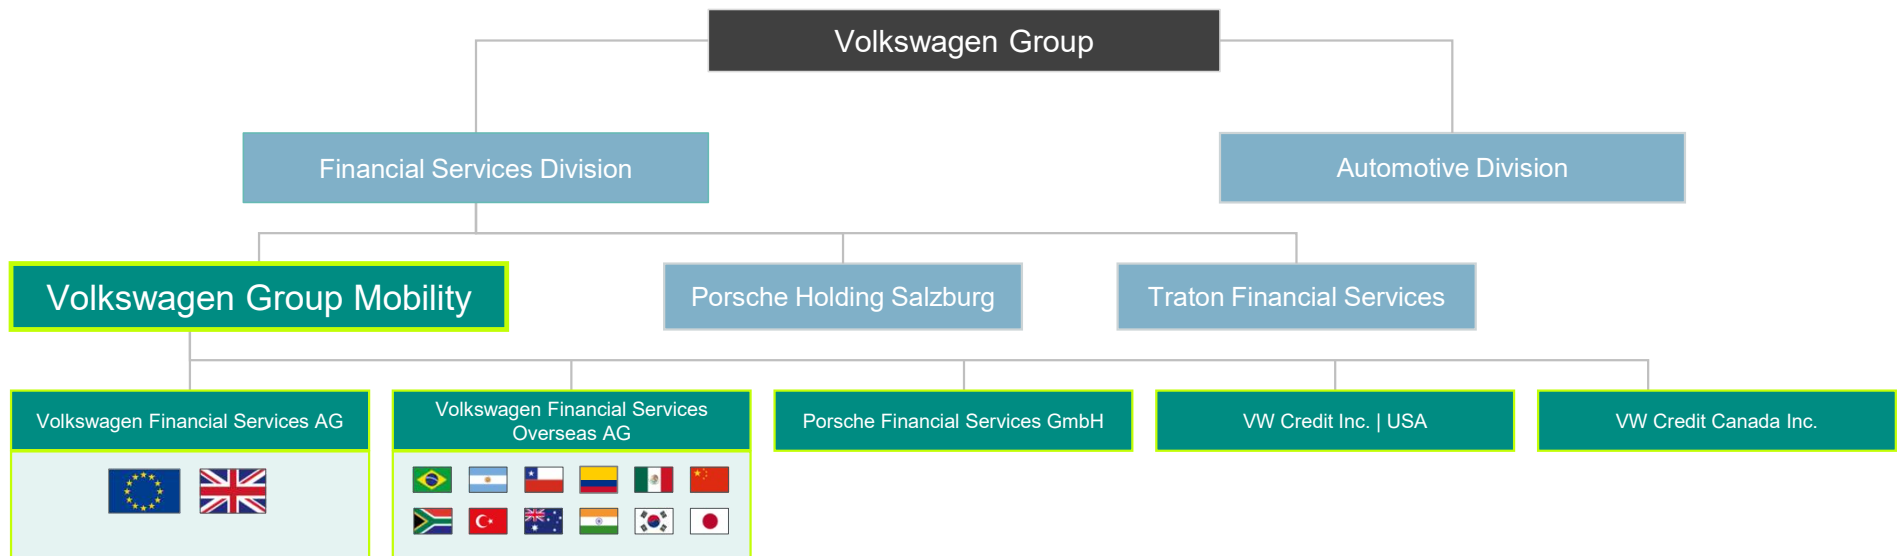 Volkswagen Group
Financial Services Division
Automotive Division
Volkswagen Group Mobility
Porsche Holding Salzburg
Traton Financial Services
Volkswagen Financial Services AG
Volkswagen Financial Services
Overseas AG
Porsche Financial Services GmbH
VW Credit Inc. | USA
VW Credit Canada Inc.